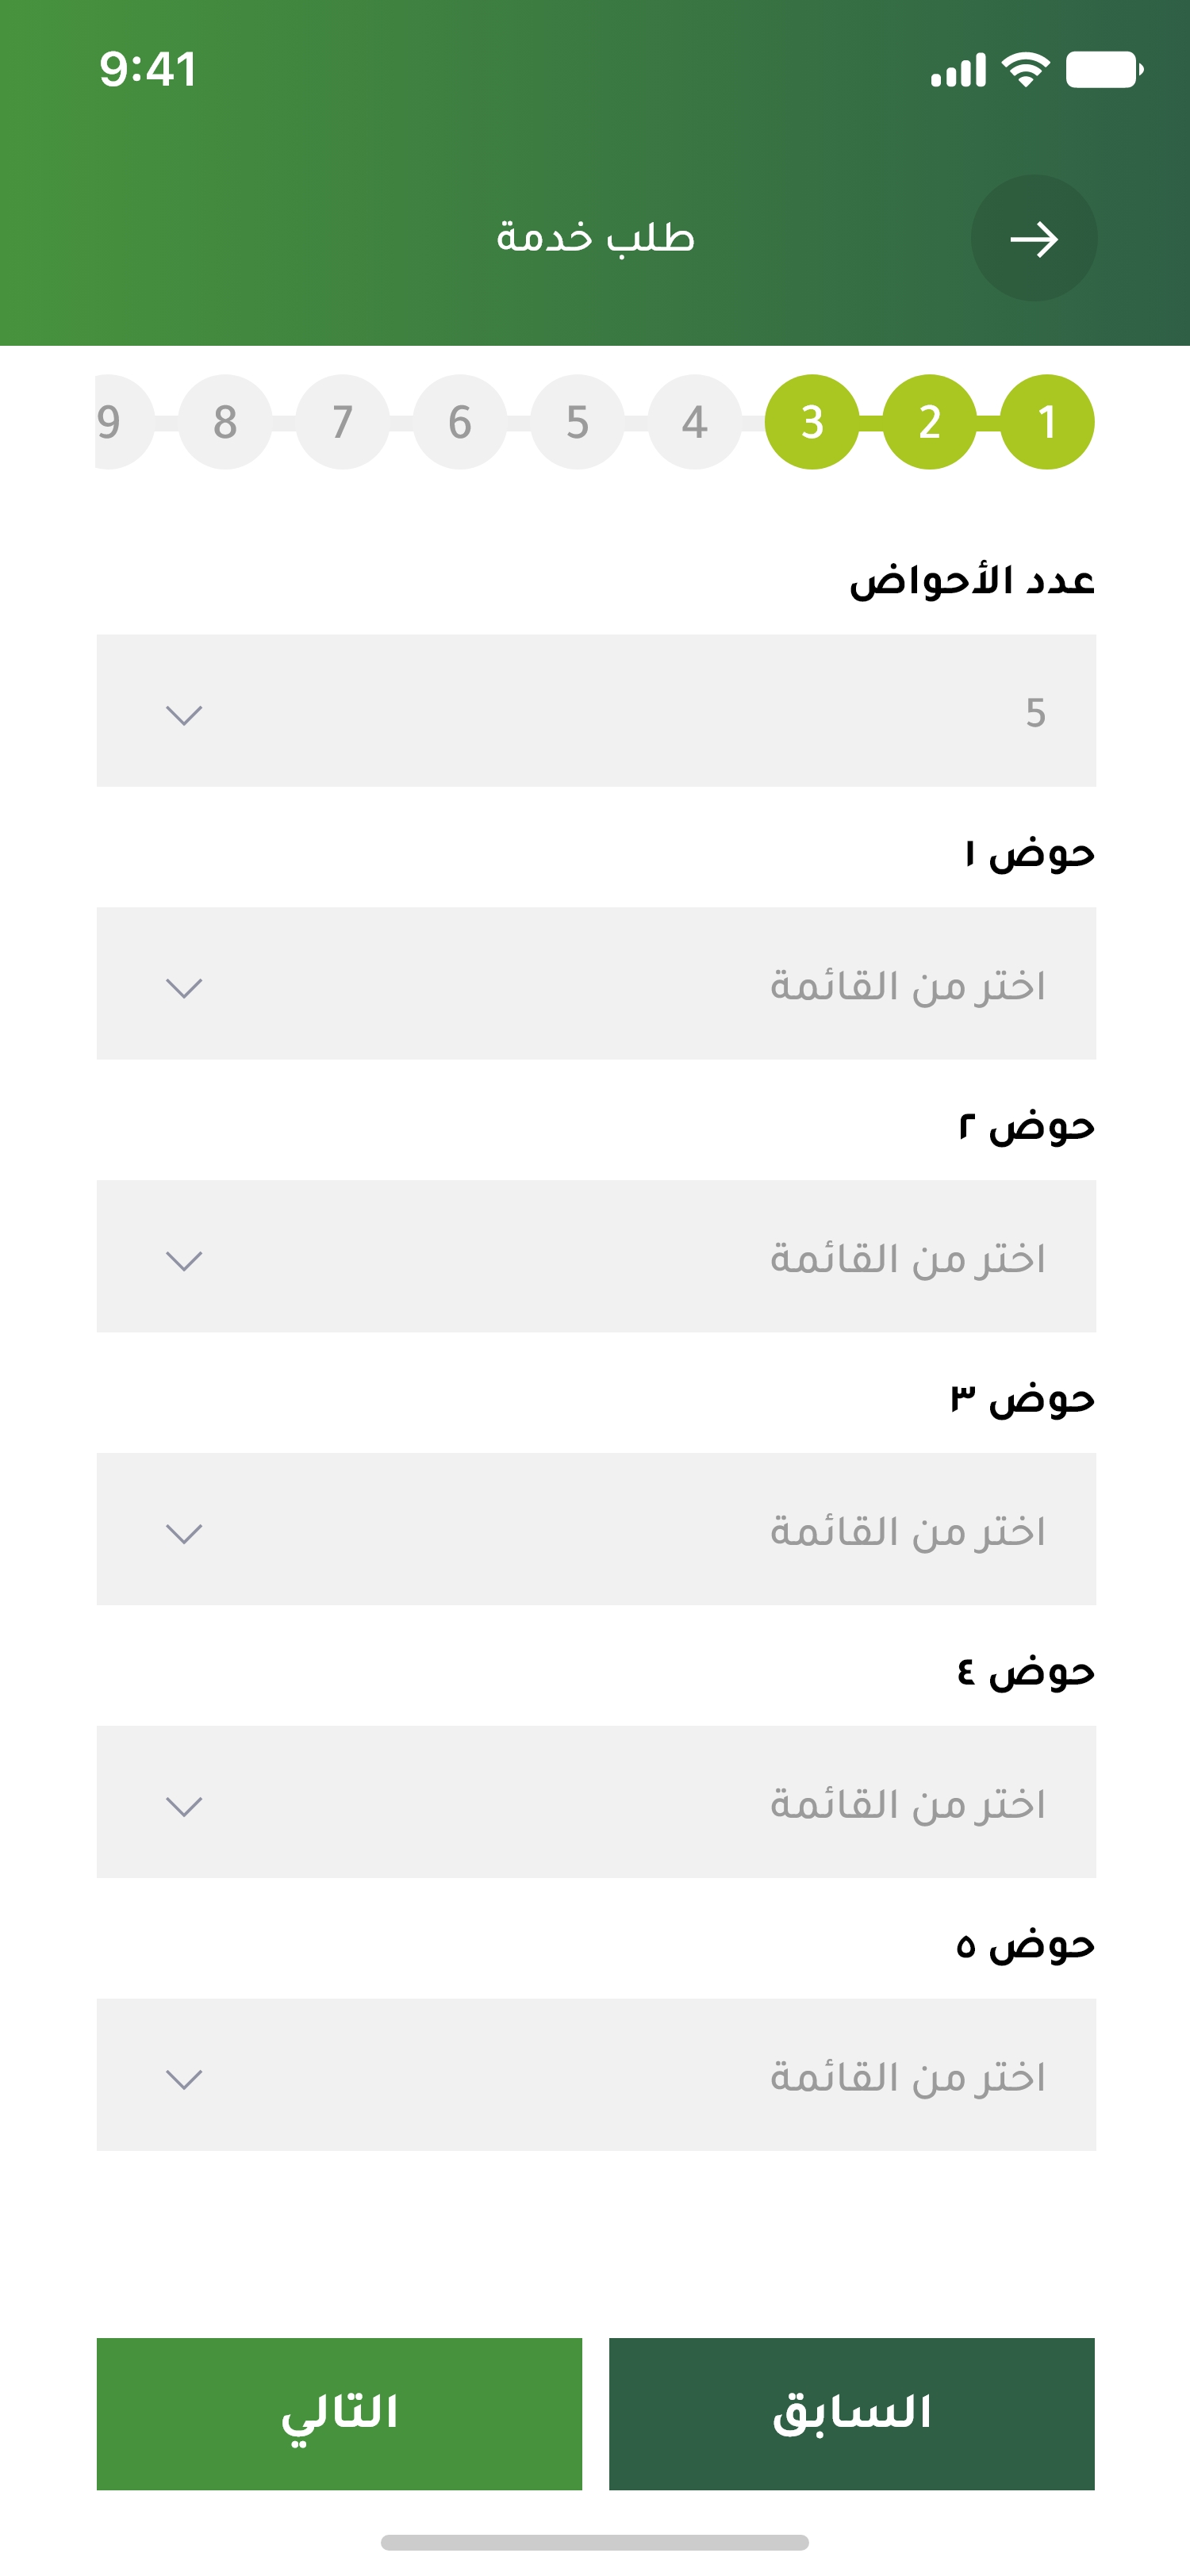 9:41
طلب خدمة
1 2 3 4 5 6 7 8 9
عدد الأحواض
5
حوض ١
اختر من القائمة
حوض ٢
اختر من القائمة
حوض ٣
اختر من القائمة
حوض ٤
اختر من القائمة
حوض ٥
اختر من القائمة
السابق
التالي